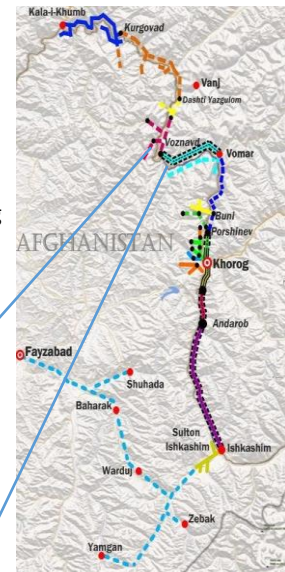 Kala-I-Khumb
Kurgovad
Vanj
Dashti Yazgulom
Voznavd
Vomar
Buni
Porshinev
AFGHANISTAN
Khorog
Andarob
Fayzabad
Shuhada
Baharak
Sulton
Ishkashim
Ishkashim
Warduj
Zebak
Yamgan